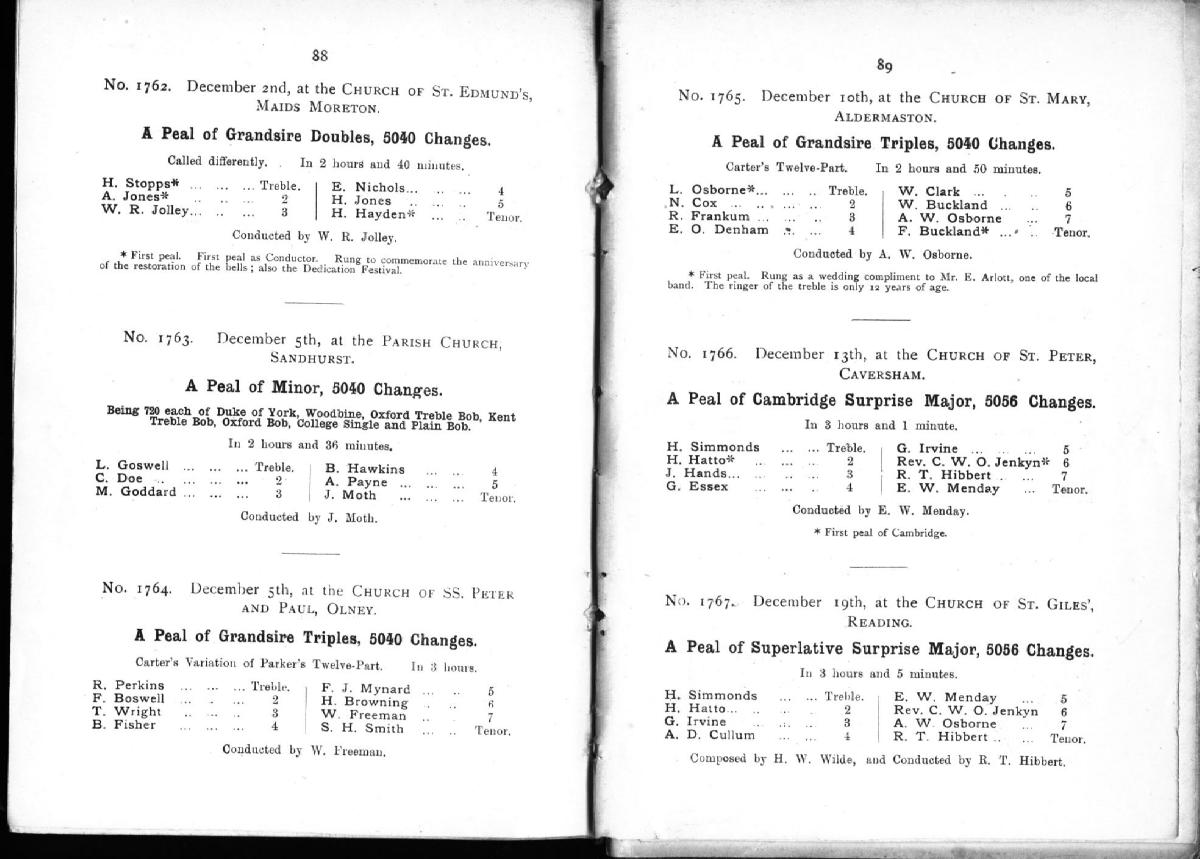 88
No. 1762. December 2nd, at the Church of St. Edmund's,
Maids Moreton.
A Peal of Grandsire Doubles, 5040 Changes.
Called differently. In 2 hours and 40 minutes.
H. Stopps* ... ... ... Treble. | E. Nichols... ... ... 4
A. Jones* ... ... ... 2 | H. Jones ... ... ... 5
W. R. Jolley... ... ... 3 | H. Hayden* ... ... Tenor.
Conducted by W. R. Jolley.
* First peal. First peal as Conductor. Rung to commemorate the anniversary
of the restoration of the bells; also the Dedication Festival.
No. 1763. December 5th, at the Parish Church,
Sandhurst.
A Peal of Minor, 5040 Changes.
Being 720 each of Duke of York, Woodbine, Oxford Treble Bob, Kent
Treble Bob, Oxford Bob, College Single and Plain Bob.
In 2 hours and 36 minutes.
L. Goswell ... ... ... Treble. | B. Hawkins ... ... 4
C. Doe ... ... ... ... 2 | A. Payne ... ... ... 5
M. Goddard ... ... ... 3 | J. Moth ... ... ... Tenor.
Conducted by J. Moth.
No. 1764. December 5th, at the Church of SS. Peter
and Paul, Olney.
A Peal of Grandsire Triples, 5040 Changes.
Carter's Variation of Parker's Twelve-Part. In 3 hours.
R. Perkins ... ... ... Treble. | F. J. Mynard ... ... 5
F. Boswell ... ... ... 2 | H. Browning ... ... 6
T. Wright ... ... ... 3 | W. Freeman ... ... 7
B. Fisher ... ... ... 4 | S. H. Smith ... ... Tenor.
Conducted by W. Freeman.
89
No. 1765. December 10th, at the Church of St. Mary,
Aldermaston.
A Peal of Grandsire Triples, 5040 Changes.
Carter's Twelve-Part. In 2 hours and 50 minutes.
L. Osborne*... ... ... Treble. | W. Clark ... ... ... 5
N. Cox ... ... ... ... 2 | W. Buckland ... ... 6
R. Frankum ... ... ... 3 | A. W. Osborne ... 7
E. O. Denham ... ... 4 | F. Buckland* ... ... Tenor.
Conducted by A. W. Osborne.
* First peal. Rung as a wedding compliment to Mr. E. Arlott, one of the local
band. The ringer of the treble is only 12 years of age.
No. 1766. December 13th, at the Church of St. Peter,
Caversham.
A Peal of Cambridge Surprise Major, 5056 Changes.
In 3 hours and 1 minute.
H. Simmonds ... ... Treble. | G. Irvine ... ... ... 5
H. Hatto* ... ... ... 2 | Rev. C. W. O. Jenkyn* 6
J. Hands... ... ... ... 3 | R. T. Hibbert ... ... 7
G. Essex ... ... ... 4 | E. W. Menday ... Tenor.
Conducted by E. W. Menday.
* First peal of Cambridge.
No. 1767. December 19th, at the Church of St. Giles',
Reading.
A Peal of Superlative Surprise Major, 5056 Changes.
In 3 hours and 5 minutes.
H. Simmonds ... ... Treble. | E. W. Menday ... 5
H. Hatto... ... ... ... 2 | Rev. C. W. O. Jenkyn 6
G. Irvine ... ... ... 3 | A. W. Osborne ... 7
A. D. Cullum ... ... 4 | R. T. Hibbert ... ... Tenor.
Composed by H. W. Wilde, and Conducted by R. T. Hibbert.